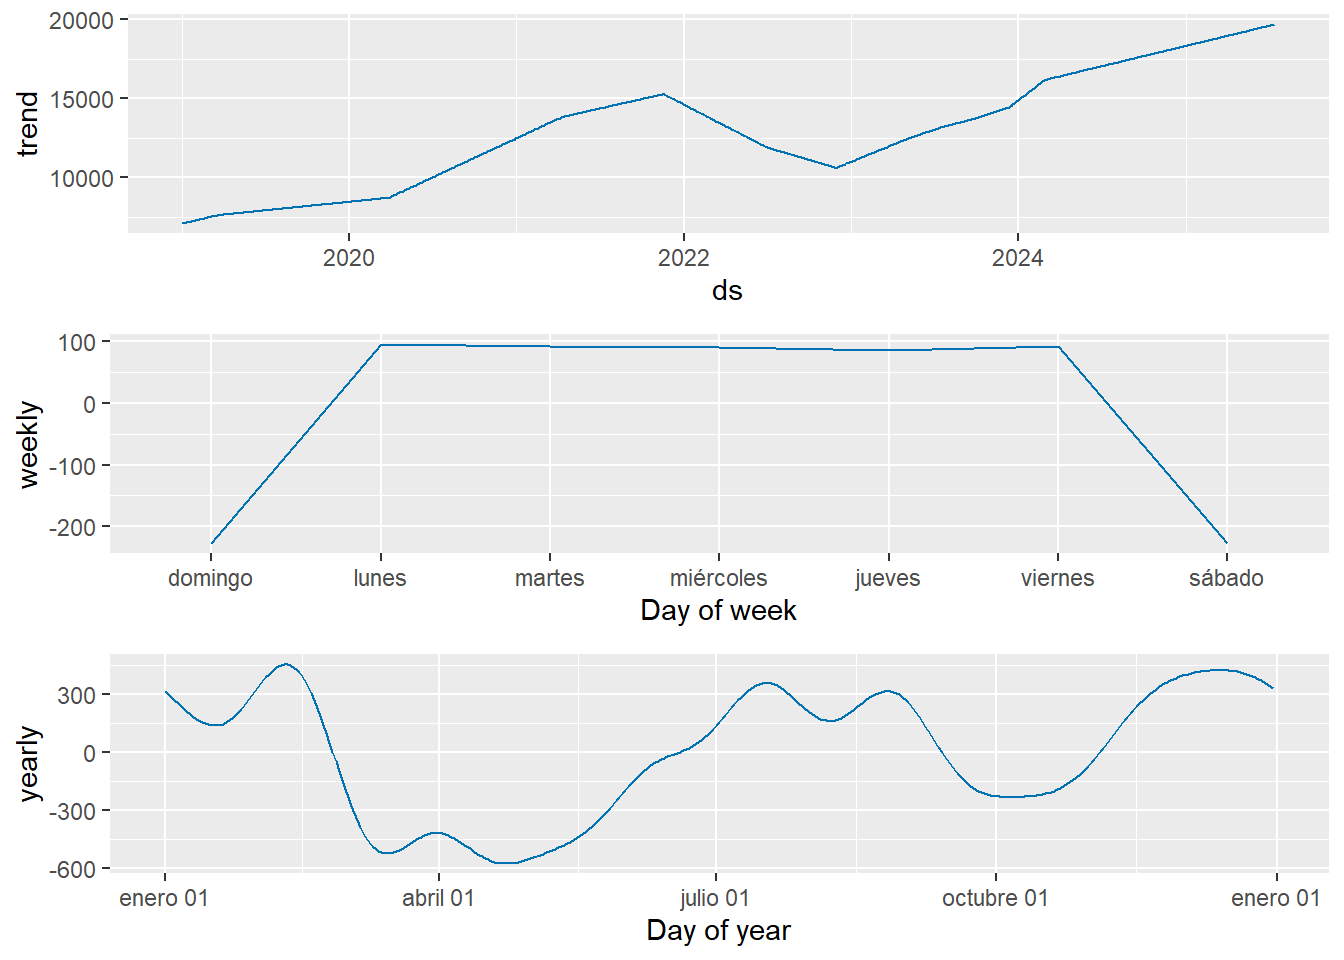 trend
20000
15000
10000
2020 2022 2024
ds
weekly
100
0
-100
-200
domingo lunes martes miércoles jueves viernes sábado
Day of week
yearly
300
0
-300
-600
enero 01 abril 01 julio 01 octubre 01 enero 01
Day of year